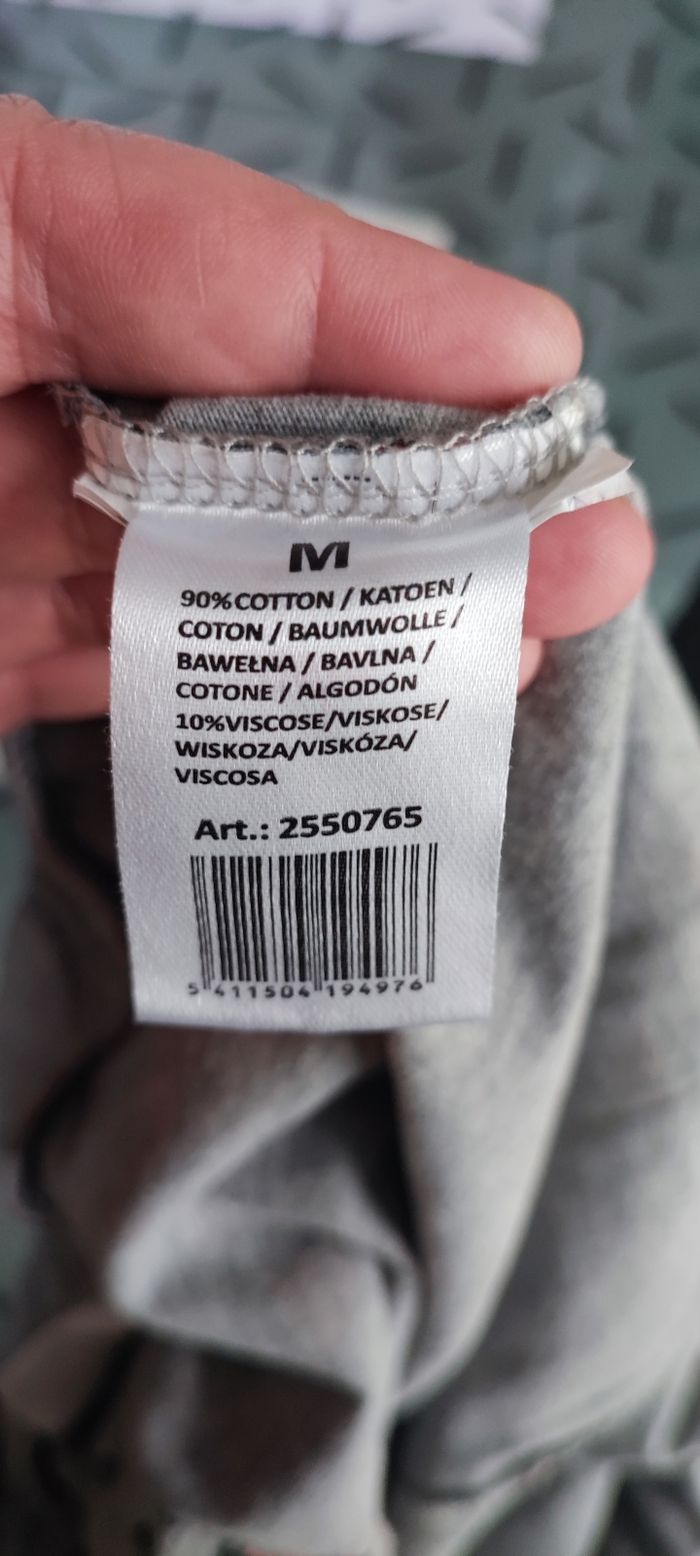 M
90%COTTON / KATOEN /
COTON / BAUMWOLLE /
BAWEŁNA / BAVLNA /
COTONE / ALGODÓN
10%VISCOSE/VISKOSE/
WISKOZA/VISKÓZA/
VISCOSA
Art.: 2550765
5 411504 194976